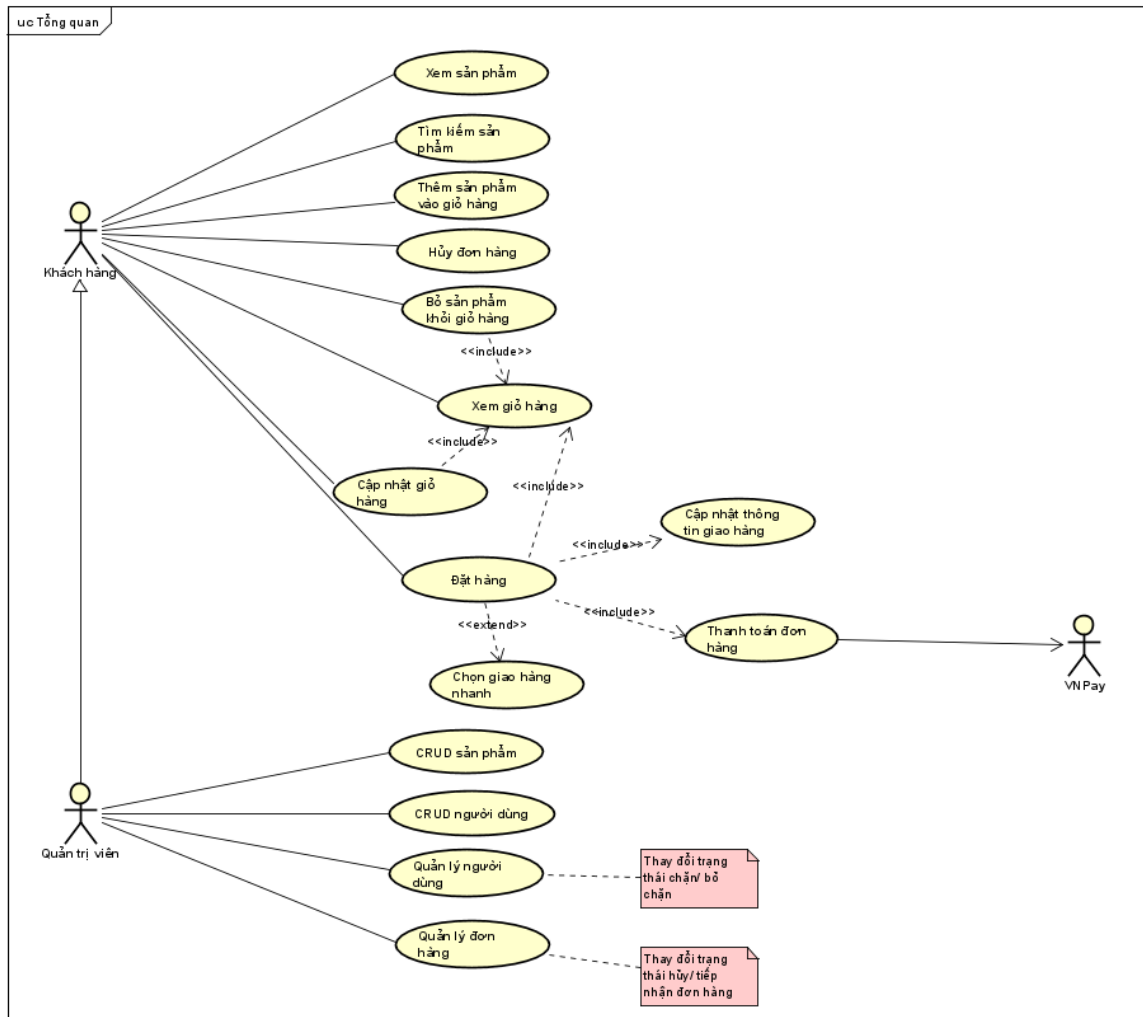 uc Tổng quan
Xem sản phẩm
Tìm kiếm sản
phẩm
Thêm sản phẩm
vào giỏ hàng
Hủy đơn hàng
Khách hàng
Bỏ sản phẩm
khỏi giỏ hàng
<<include>>
Xem giỏ hàng
<<include>>
Cập nhật giỏ
hàng
<<include>>
Cập nhật thông
tin giao hàng
<<include>>
Đặt hàng
<<include>>
<<extend>>
Thanh toán đơn
hàng
VN Pay
Chọn giao hàng
nhanh
CRUD sản phẩm
CRUD người dùng
Quản trị viên
Quản lý người
dùng
Thay đổi trạng
thái chặn/ bỏ
chặn
Quản lý đơn
hàng
Thay đổi trạng
thái hủy/ tiếp
nhận đơn hàng